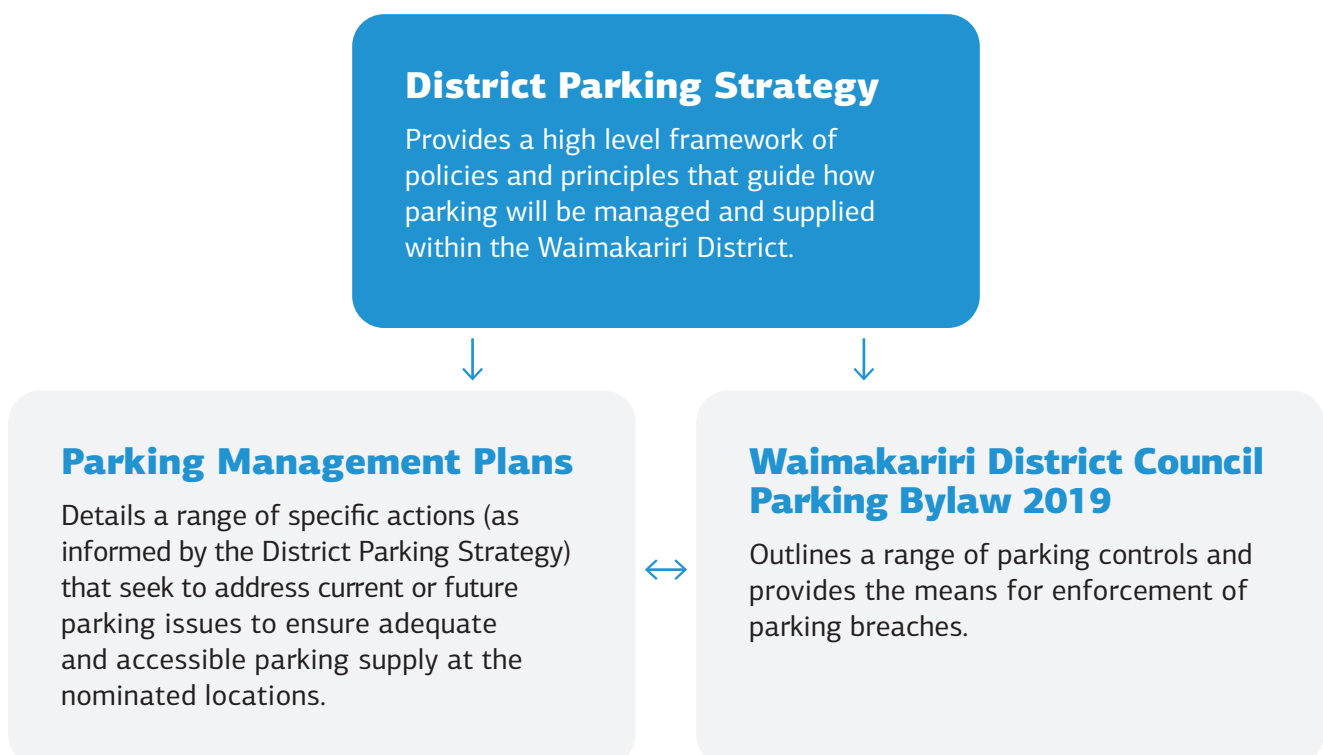 District Parking Strategy
Provides a high level framework of
policies and principles that guide how
parking will be managed and supplied
within the Waimakariri District.
Parking Management Plans
Details a range of specific actions (as
informed by the District Parking Strategy)
that seek to address current or future
parking issues to ensure adequate
and accessible parking supply at the
nominated locations.
Waimakariri District Council
Parking Bylaw 2019
Outlines a range of parking controls and
provides the means for enforcement of
parking breaches.